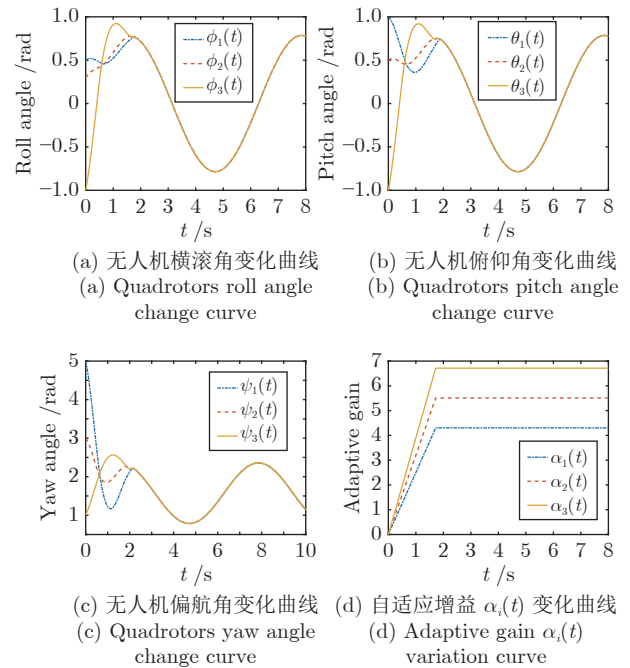 1.0
0.5
0
−0.5
−1.0
Roll angle /rad
ϕ₁(t)
ϕ₂(t)
ϕ₃(t)
0 1 2 3 4 5 6 7 8
t /s
(a) 无人机横滚角变化曲线
(a) Quadrotors roll angle
change curve
1.0
0.5
0
−0.5
−1.0
Pitch angle /rad
θ₁(t)
θ₂(t)
θ₃(t)
0 1 2 3 4 5 6 7 8
t /s
(b) 无人机俯仰角变化曲线
(b) Quadrotors pitch angle
change curve
5
4
3
2
1
Yaw angle /rad
ψ₁(t)
ψ₂(t)
ψ₃(t)
0 2 4 6 8 10
t /s
(c) 无人机偏航角变化曲线
(c) Quadrotors yaw angle
change curve
7
6
5
4
3
2
1
0
Adaptive gain
α₁(t)
α₂(t)
α₃(t)
0 1 2 3 4 5 6 7 8
t /s
(d) 自适应增益 αᵢ(t) 变化曲线
(d) Adaptive gain αᵢ(t)
variation curve